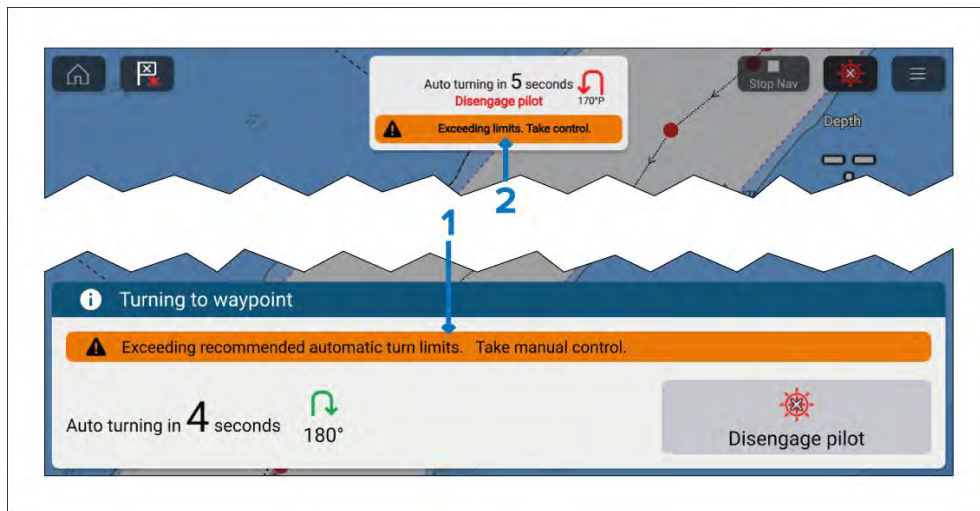 Auto turning in 5 seconds
Disengage pilot
170°P
Exceeding limits. Take control.
Stop Nav
Depth
2
1
Turning to waypoint
Exceeding recommended automatic turn limits. Take manual control.
Auto turning in 4 seconds
180°
Disengage pilot